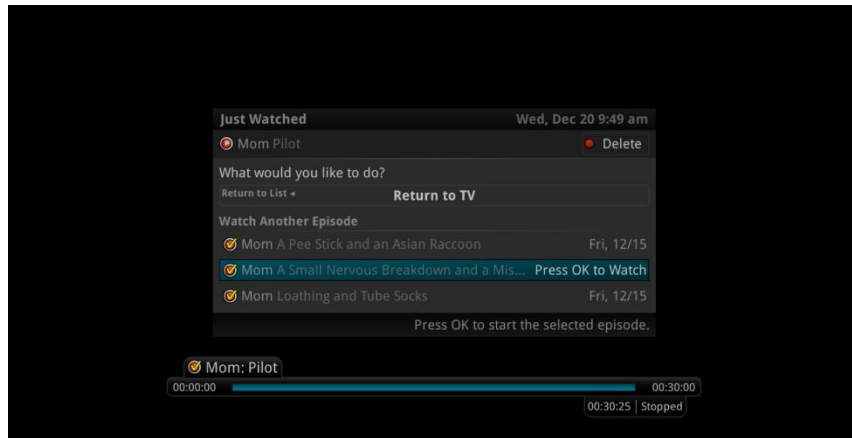 Just Watched Wed, Dec 20 9:49 am
Mom Pilot Delete
What would you like to do?
Return to List ◂ Return to TV
Watch Another Episode
Mom A Pee Stick and an Asian Raccoon Fri, 12/15
Mom A Small Nervous Breakdown and a Mis... Press OK to Watch
Mom Loathing and Tube Socks Fri, 12/15
Press OK to start the selected episode.
Mom: Pilot
00:00:00 00:30:00
00:30:25 | Stopped